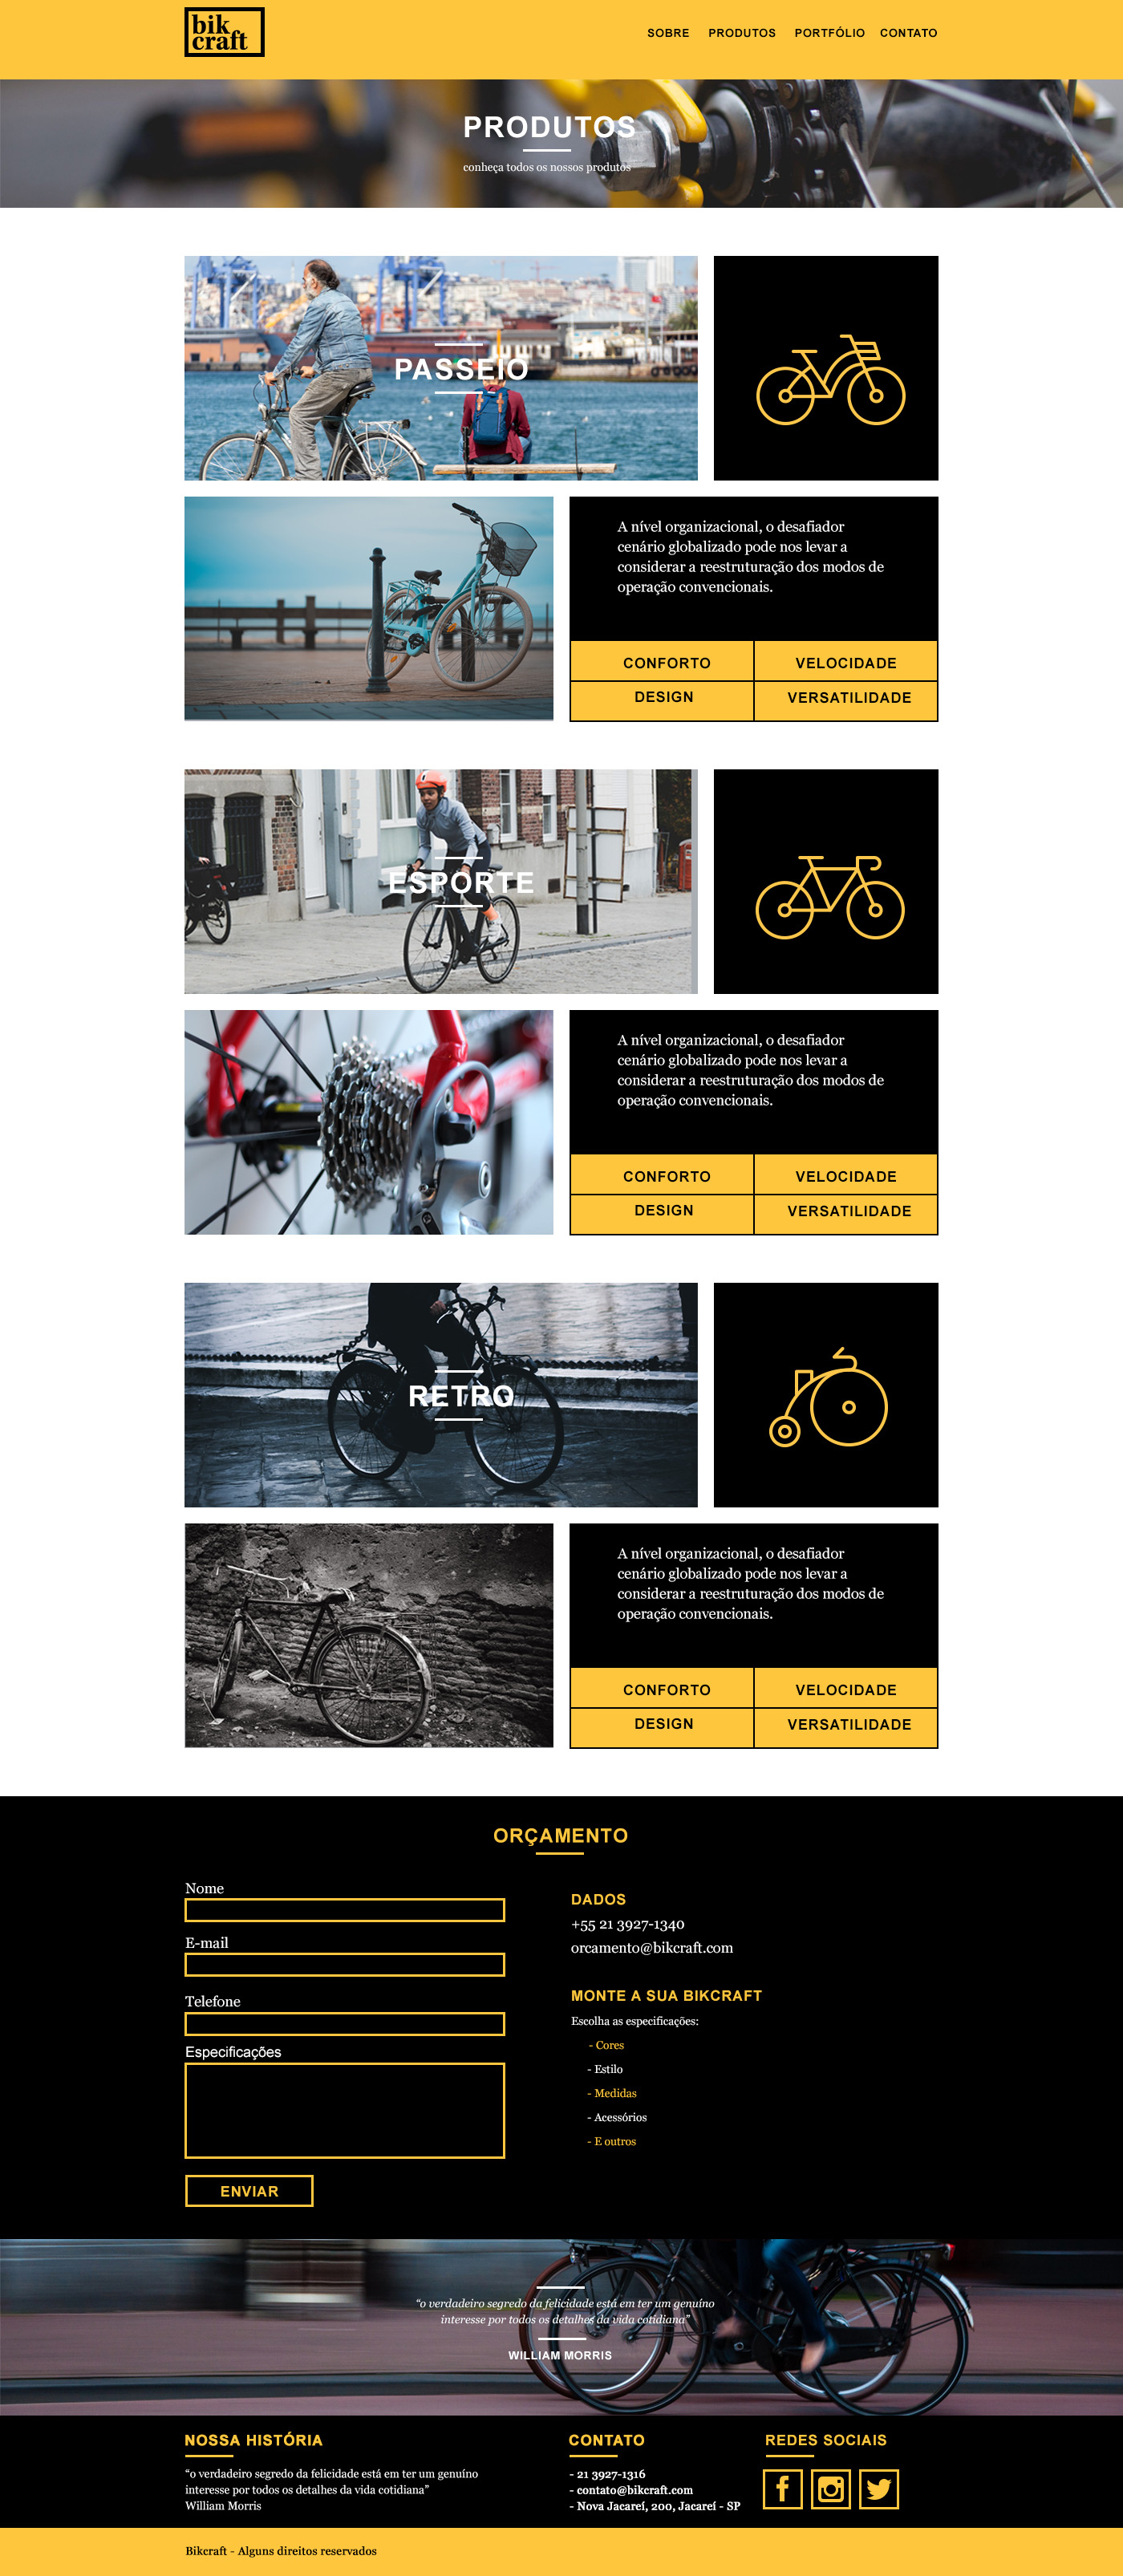 bik
craft
SOBRE PRODUTOS PORTFÓLIO CONTATO
PRODUTOS
conheça todos os nossos produtos
PASSEIO
A nível organizacional, o desafiador
cenário globalizado pode nos levar a
considerar a reestruturação dos modos de
operação convencionais.
CONFORTO VELOCIDADE
DESIGN VERSATILIDADE
ESPORTE
A nível organizacional, o desafiador
cenário globalizado pode nos levar a
considerar a reestruturação dos modos de
operação convencionais.
CONFORTO VELOCIDADE
DESIGN VERSATILIDADE
RETRO
A nível organizacional, o desafiador
cenário globalizado pode nos levar a
considerar a reestruturação dos modos de
operação convencionais.
CONFORTO VELOCIDADE
DESIGN VERSATILIDADE
ORÇAMENTO
Nome
E-mail
Telefone
Especificações
ENVIAR
DADOS
+55 21 3927-1340
orcamento@bikcraft.com
MONTE A SUA BIKCRAFT
Escolha as especificações:
- Cores
- Estilo
- Medidas
- Acessórios
- E outros
“o verdadeiro segredo da felicidade está em ter um genuíno
interesse por todos os detalhes da vida cotidiana”
WILLIAM MORRIS
NOSSA HISTÓRIA
“o verdadeiro segredo da felicidade está em ter um genuíno
interesse por todos os detalhes da vida cotidiana”
William Morris
CONTATO
- 21 3927-1316
- contato@bikcraft.com
- Nova Jacareí, 200, Jacareí - SP
REDES SOCIAIS
Bikcraft - Alguns direitos reservados